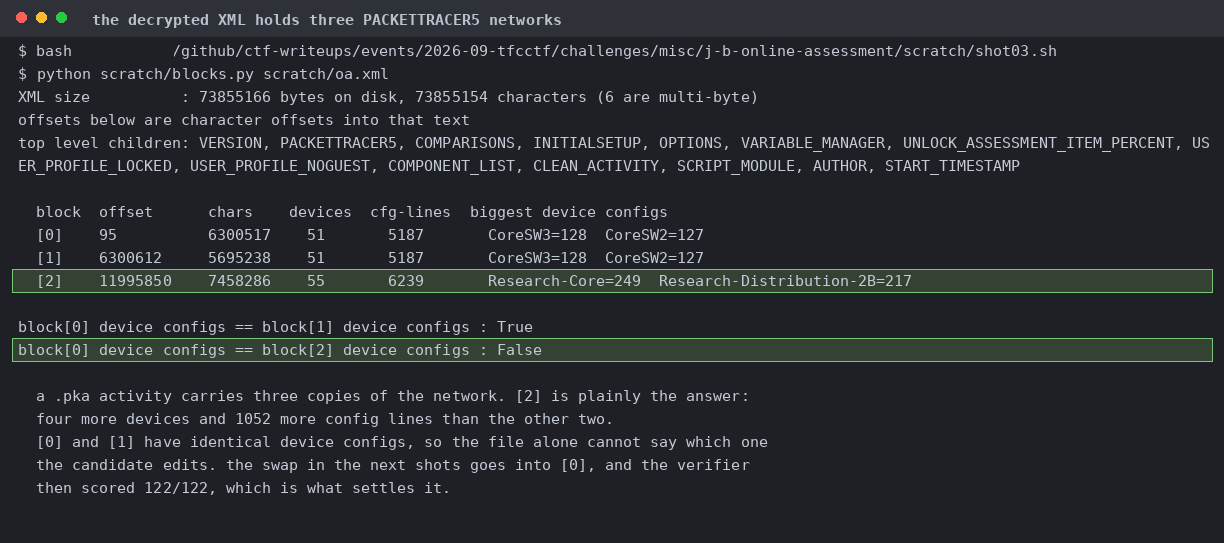 the decrypted XML holds three PACKETTRACER5 networks
$ bash           /github/ctf-writeups/events/2026-09-tfcctf/challenges/misc/j-b-online-assessment/scratch/shot03.sh
$ python scratch/blocks.py scratch/oa.xml
XML size          : 73855166 bytes on disk, 73855154 characters (6 are multi-byte)
offsets below are character offsets into that text
top level children: VERSION, PACKETTRACER5, COMPARISONS, INITIALSETUP, OPTIONS, VARIABLE_MANAGER, UNLOCK_ASSESSMENT_ITEM_PERCENT, US
ER_PROFILE_LOCKED, USER_PROFILE_NOGUEST, COMPONENT_LIST, CLEAN_ACTIVITY, SCRIPT_MODULE, AUTHOR, START_TIMESTAMP
  block  offset      chars    devices  cfg-lines  biggest device configs
  [0]    95          6300517    51       5187       CoreSW3=128  CoreSW2=127
  [1]    6300612     5695238    51       5187       CoreSW3=128  CoreSW2=127
  [2]    11995850    7458286    55       6239       Research-Core=249  Research-Distribution-2B=217
block[0] device configs == block[1] device configs : True
block[0] device configs == block[2] device configs : False
  a .pka activity carries three copies of the network. [2] is plainly the answer:
  four more devices and 1052 more config lines than the other two.
  [0] and [1] have identical device configs, so the file alone cannot say which one
  the candidate edits. the swap in the next shots goes into [0], and the verifier
  then scored 122/122, which is what settles it.